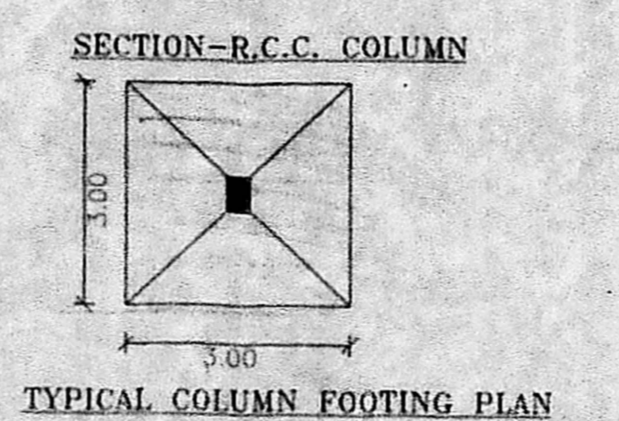 SECTION-R.C.C. COLUMN
3.00
3.00
TYPICAL COLUMN FOOTING PLAN